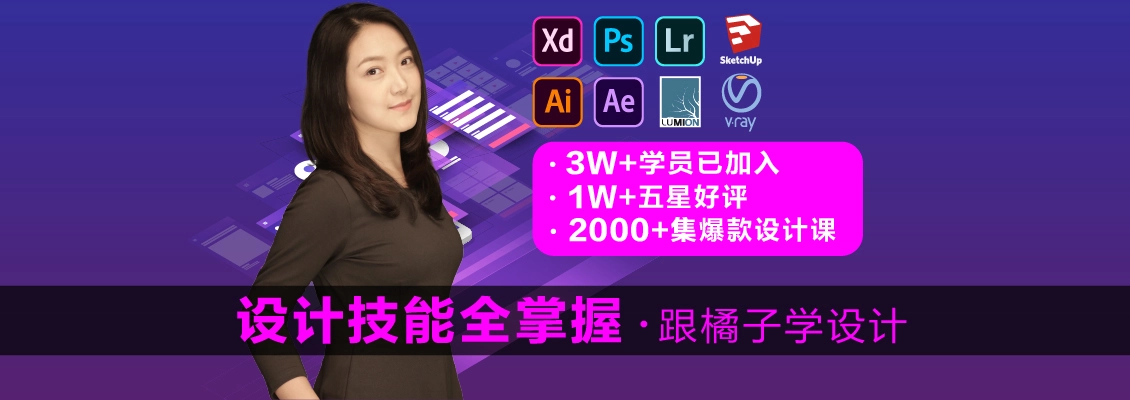 Xd Ps Lr SketchUp
Ai Ae LUMION v·ray
· 3W+学员已加入
· 1W+五星好评
· 2000+集爆款设计课
设计技能全掌握 · 跟橘子学设计